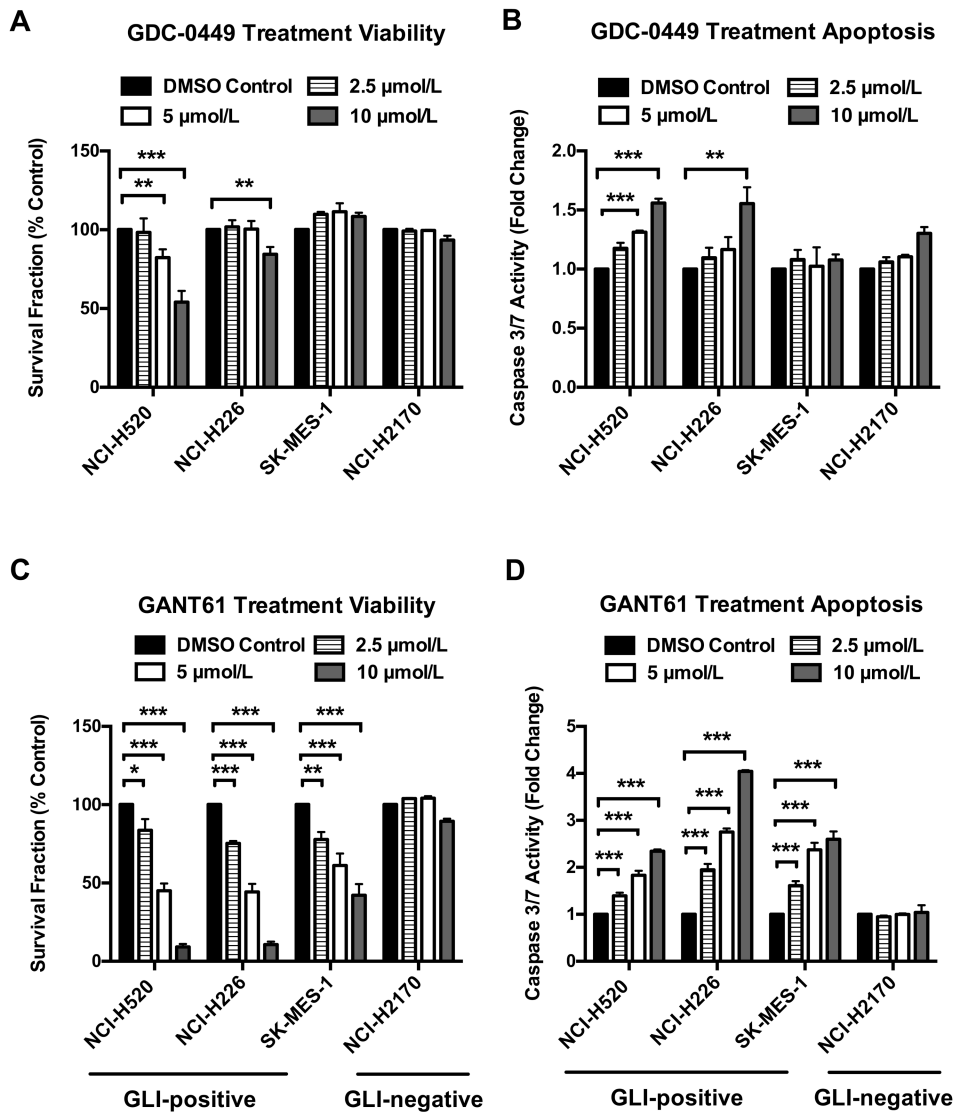 A
GDC-0449 Treatment Viability
DMSO Control
2.5 µmol/L
5 µmol/L
10 µmol/L
Survival Fraction (% Control)
150
100
50
0
***
**
**
NCI-H520
NCI-H226
SK-MES-1
NCI-H2170
B
GDC-0449 Treatment Apoptosis
DMSO Control
2.5 µmol/L
5 µmol/L
10 µmol/L
Caspase 3/7 Activity (Fold Change)
2.0
1.5
1.0
0.5
0.0
***
**
***
NCI-H520
NCI-H226
SK-MES-1
NCI-H2170
C
GANT61 Treatment Viability
DMSO Control
2.5 µmol/L
5 µmol/L
10 µmol/L
Survival Fraction (% Control)
150
100
50
0
*** *** ***
*** *** ***
* *** **
NCI-H520
NCI-H226
SK-MES-1
NCI-H2170
GLI-positive
GLI-negative
D
GANT61 Treatment Apoptosis
DMSO Control
2.5 µmol/L
5 µmol/L
10 µmol/L
Caspase 3/7 Activity (Fold Change)
5
4
3
2
1
0
*** *** ***
*** *** ***
*** *** ***
NCI-H520
NCI-H226
SK-MES-1
NCI-H2170
GLI-positive
GLI-negative